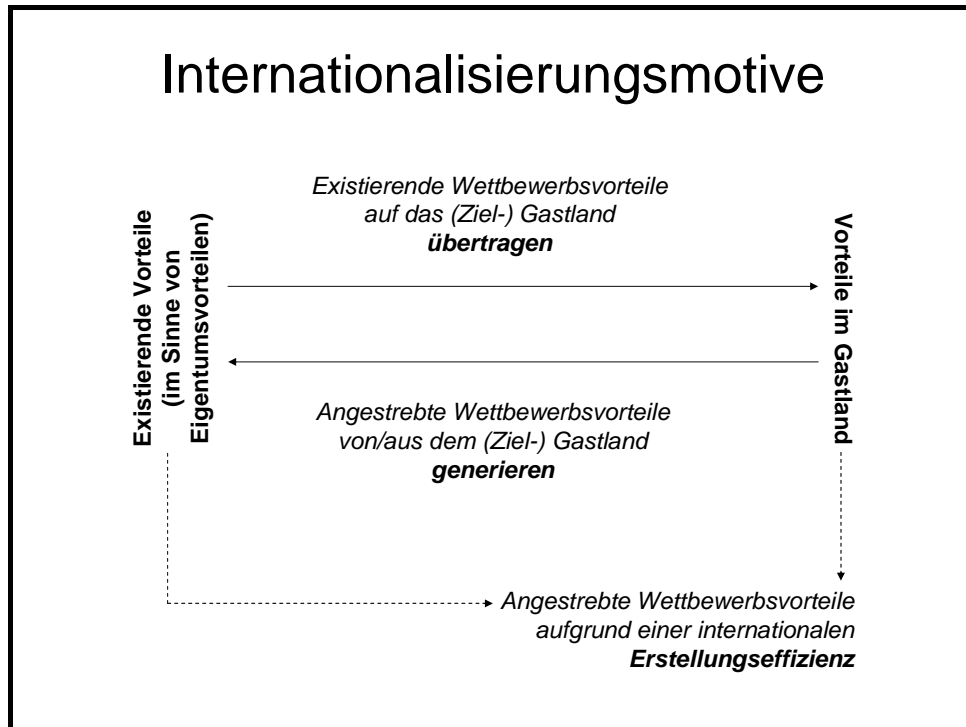 Internationalisierungsmotive
Existierende Wettbewerbsvorteile
auf das (Ziel-) Gastland
übertragen
Existierende Vorteile
(im Sinne von
Eigentumsvorteilen)
Vorteile im Gastland
Angestrebte Wettbewerbsvorteile
von/aus dem (Ziel-) Gastland
generieren
Angestrebte Wettbewerbsvorteile
aufgrund einer internationalen
Erstellungseffizienz